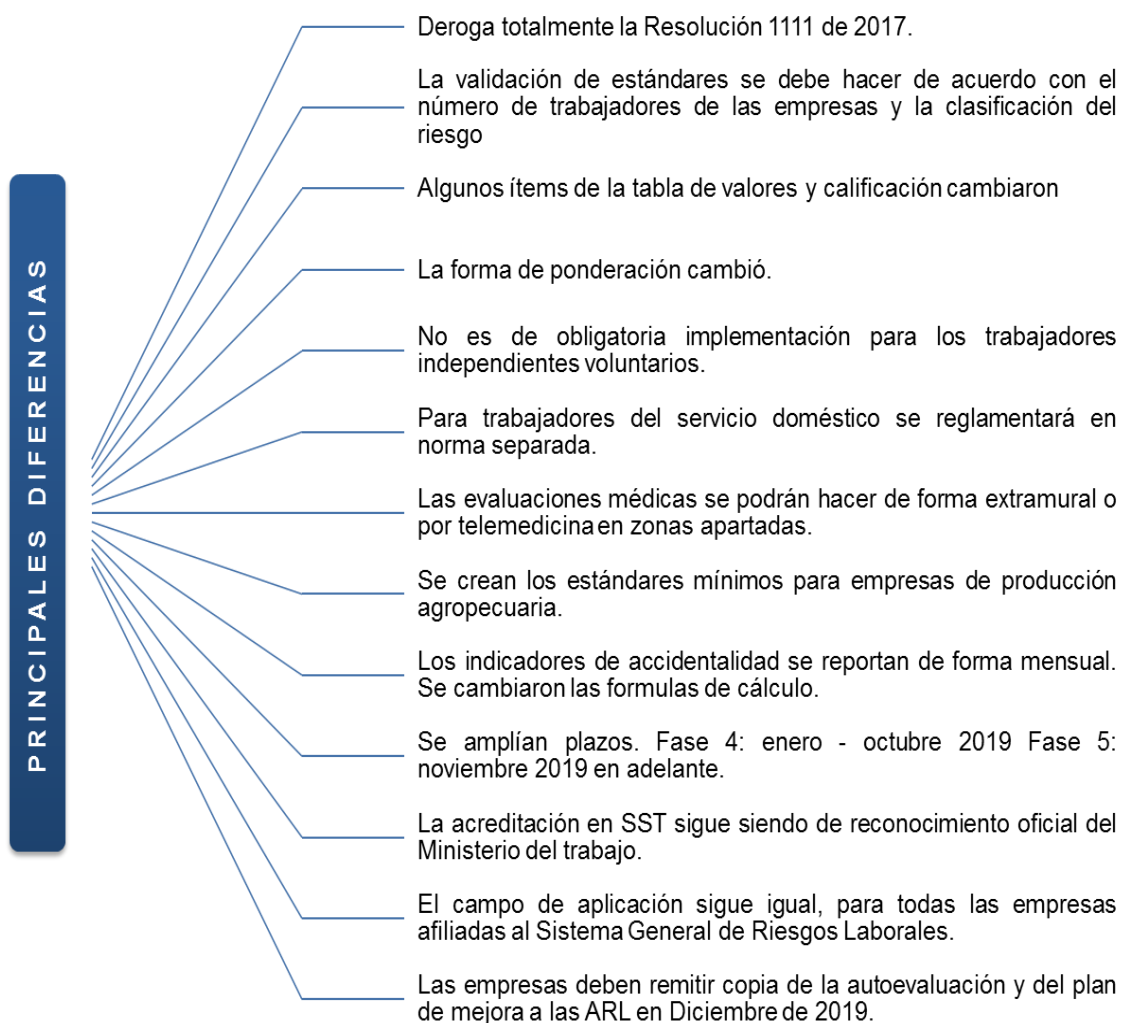 PRINCIPALES DIFERENCIAS
Deroga totalmente la Resolución 1111 de 2017.
La validación de estándares se debe hacer de acuerdo con el
número de trabajadores de las empresas y la clasificación del
riesgo
Algunos ítems de la tabla de valores y calificación cambiaron
La forma de ponderación cambió.
No es de obligatoria implementación para los trabajadores
independientes voluntarios.
Para trabajadores del servicio doméstico se reglamentará en
norma separada.
Las evaluaciones médicas se podrán hacer de forma extramural o
por telemedicina en zonas apartadas.
Se crean los estándares mínimos para empresas de producción
agropecuaria.
Los indicadores de accidentalidad se reportan de forma mensual.
Se cambiaron las formulas de cálculo.
Se amplían plazos. Fase 4: enero - octubre 2019 Fase 5:
noviembre 2019 en adelante.
La acreditación en SST sigue siendo de reconocimiento oficial del
Ministerio del trabajo.
El campo de aplicación sigue igual, para todas las empresas
afiliadas al Sistema General de Riesgos Laborales.
Las empresas deben remitir copia de la autoevaluación y del plan
de mejora a las ARL en Diciembre de 2019.